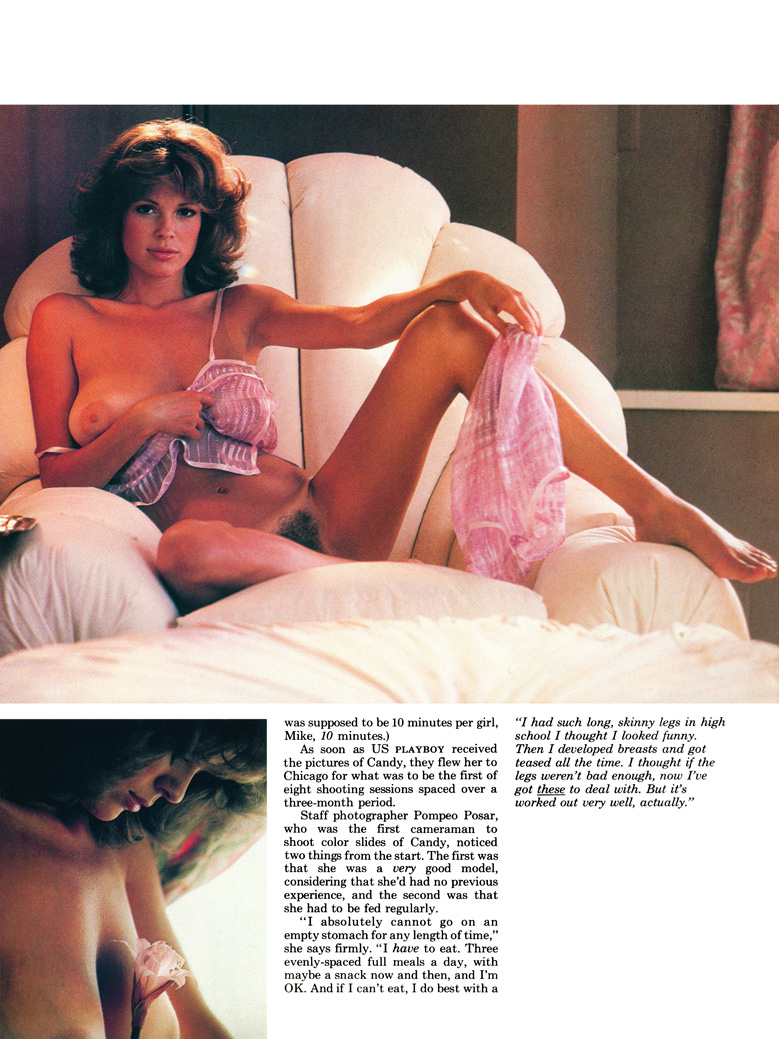 was supposed to be 10 minutes per girl,
Mike, 10 minutes.)
As soon as US PLAYBOY received
the pictures of Candy, they flew her to
Chicago for what was to be the first of
eight shooting sessions spaced over a
three-month period.
Staff photographer Pompeo Posar,
who was the first cameraman to
shoot color slides of Candy, noticed
two things from the start. The first was
that she was a very good model,
considering that she'd had no previous
experience, and the second was that
she had to be fed regularly.
"I absolutely cannot go on an
empty stomach for any length of time,"
she says firmly. "I have to eat. Three
evenly-spaced full meals a day, with
maybe a snack now and then, and I'm
OK. And if I can't eat, I do best with a
"I had such long, skinny legs in high
school I thought I looked funny.
Then I developed breasts and got
teased all the time. I thought if the
legs weren't bad enough, now I've
got these to deal with. But it's
worked out very well, actually."